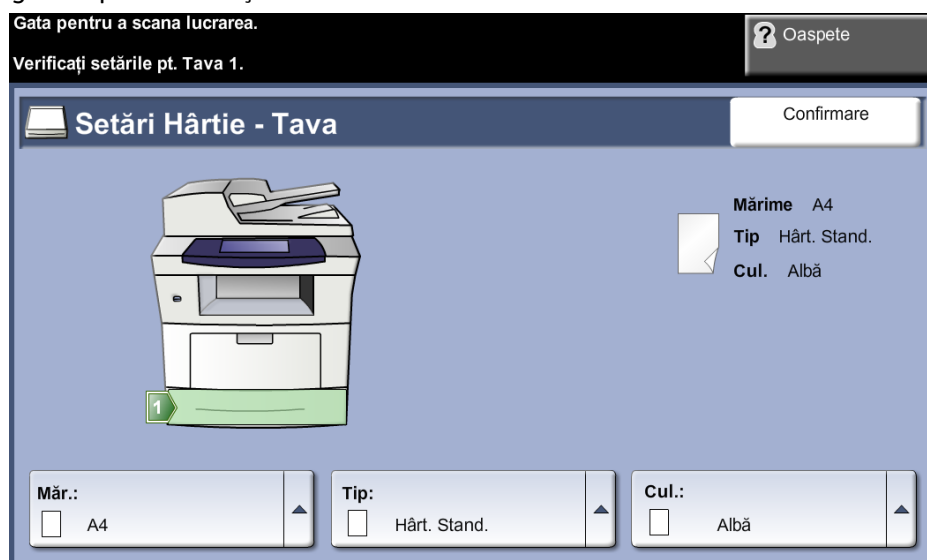 Gata pentru a scana lucrarea.
Oaspete
Verificați setările pt. Tava 1.
Setări Hârtie - Tava
Confirmare
Mărime A4
Tip Hârt. Stand.
Cul. Albă
1
Măr.:
A4
Tip:
Hârt. Stand.
Cul.:
Albă